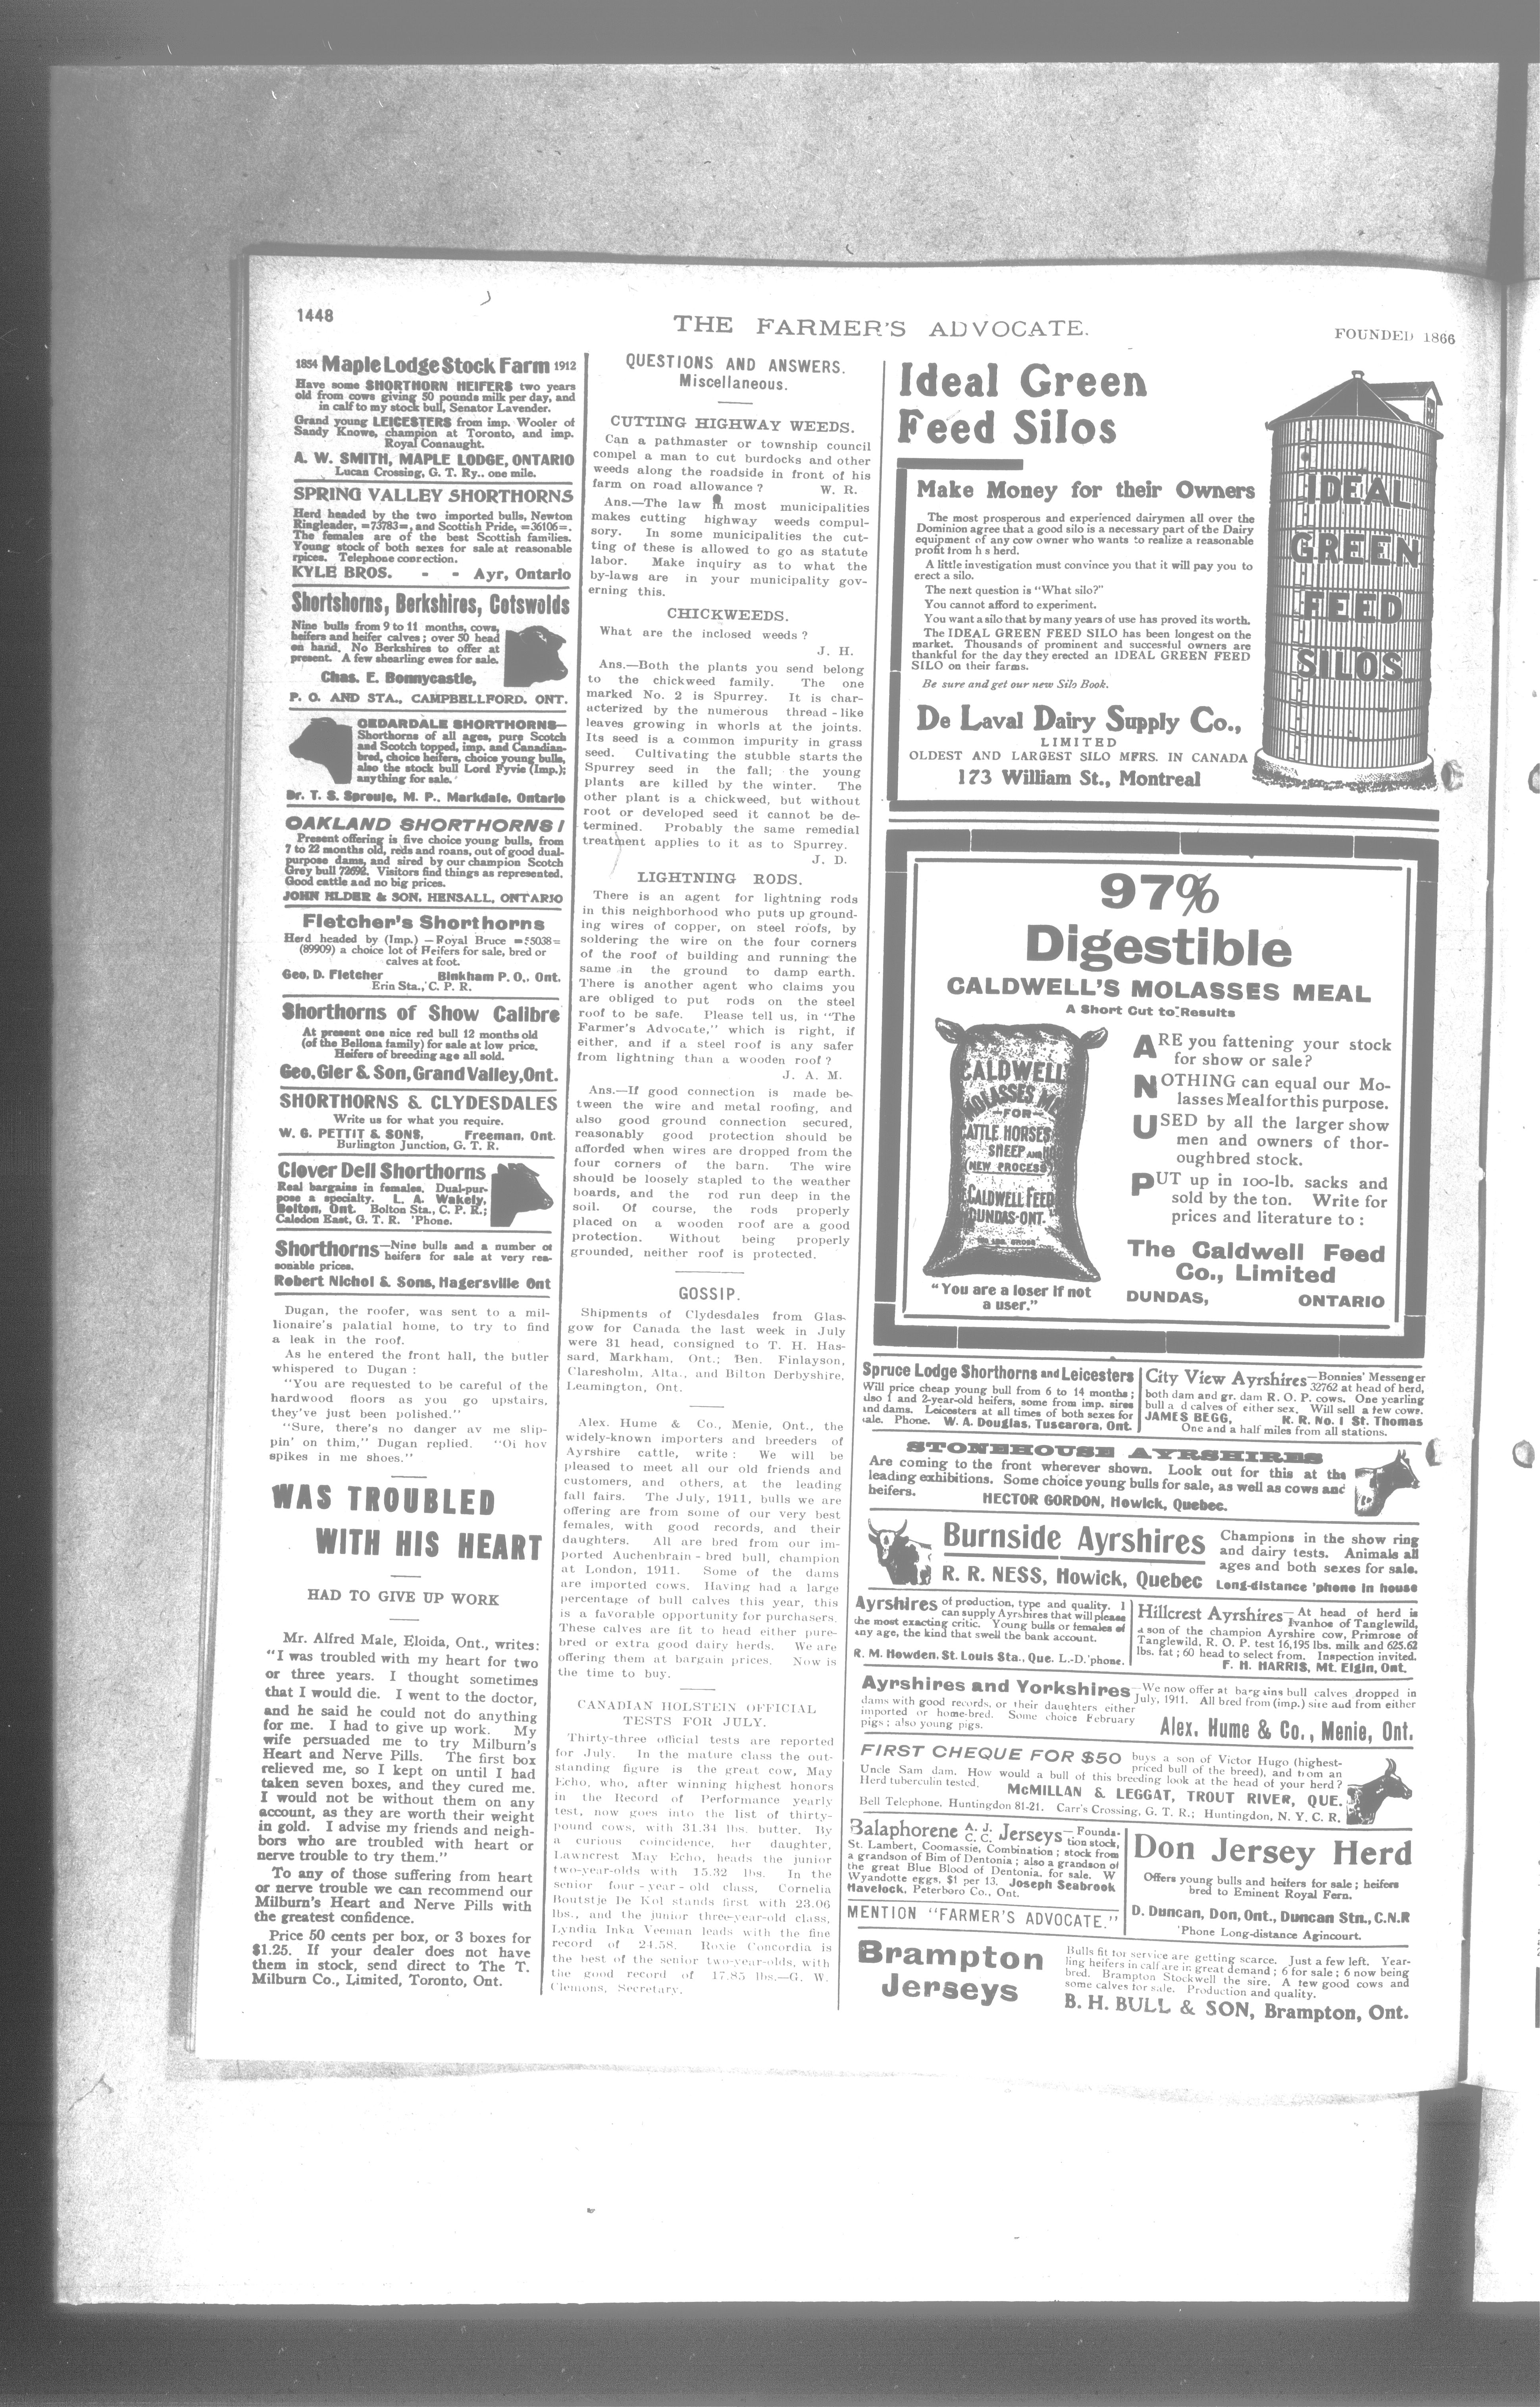 1448
THE FARMER'S ADVOCATE.
FOUNDED 1866
1854 Maple Lodge Stock Farm 1912
Have some SHORTHORN HEIFERS two years
old from cows giving 50 pounds milk per day, and
in calf to my stock bull, Senator Lavender.
Grand young LEICESTERS from imp. Wooler of
Sandy Knowe, champion at Toronto, and imp.
Royal Connaught.
A. W. SMITH, MAPLE LODGE, ONTARIO
Lucan Crossing, G. T. Ry.. one mile.
SPRING VALLEY SHORTHORNS
Herd headed by the two imported bulls, Newton
Ringleader, =73783=, and Scottish Pride, =36106=.
The females are of the best Scottish families.
Young stock of both sexes for sale at reasonable
rpices. Telephone connection.
KYLE BROS. - - Ayr, Ontario
Shortshorns, Berkshires, Cotswolds
Nine bulls from 9 to 11 months, cows,
heifers and heifer calves; over 50 head
on hand. No Berkshires to offer at
present. A few shearling ewes for sale.
Chas. E. Bonnycastle,
P. O. AND STA., CAMPBELLFORD. ONT.
CEDARDALE SHORTHORNS—
Shorthorns of all ages, pure Scotch
and Scotch topped, imp. and Canadian-
bred, choice heifers, choice young bulls,
also the stock bull Lord Fyvie (Imp.);
anything for sale.
Dr. T. S. Sproule, M. P., Markdale, Ontario
OAKLAND SHORTHORNS!
Present offering is five choice young bulls, from
7 to 22 months old, reds and roans, out of good dual-
purpose dams, and sired by our champion Scotch
Grey bull 72692. Visitors find things as represented.
Good cattle and no big prices.
JOHN ELDER & SON, HENSALL, ONTARIO
Fletcher's Shorthorns
Herd headed by (Imp.) —Royal Bruce =55038=
(89909) a choice lot of Heifers for sale, bred or
calves at foot.
Geo, D. Fletcher Binkham P. O., Ont.
Erin Sta., C. P. R.
Shorthorns of Show Calibre
At present one nice red bull 12 months old
(of the Bellona family) for sale at low price.
Heifers of breeding age all sold.
Geo, Gier & Son, Grand Valley, Ont.
SHORTHORNS & CLYDESDALES
Write us for what you require.
W. G. PETTIT & SONS, Freeman, Ont.
Burlington Junction, G. T. R.
Clover Dell Shorthorns
Real bargains in females. Dual-pur-
pose a specialty. L. A. Wakely,
Bolton, Ont. Bolton Sta., C. P. R.;
Caledon East, G. T. R. 'Phone.
Shorthorns—Nine bulls and a number of
heifers for sale at very rea-
sonable prices.
Robert Nichol & Sons, Hagersville Ont
Dugan, the roofer, was sent to a mil-
lionaire's palatial home, to try to find
a leak in the roof.
As he entered the front hall, the butler
whispered to Dugan :
"You are requested to be careful of the
hardwood floors as you go upstairs,
they've just been polished."
"Sure, there's no danger av me slip-
pin' on thim," Dugan replied. "Oi hov
spikes in me shoes."
WAS TROUBLED
WITH HIS HEART
HAD TO GIVE UP WORK
Mr. Alfred Male, Eloida, Ont., writes:
"I was troubled with my heart for two
or three years. I thought sometimes
that I would die. I went to the doctor,
and he said he could not do anything
for me. I had to give up work. My
wife persuaded me to try Milburn's
Heart and Nerve Pills. The first box
relieved me, so I kept on until I had
taken seven boxes, and they cured me.
I would not be without them on any
account, as they are worth their weight
in gold. I advise my friends and neigh-
bors who are troubled with heart or
nerve trouble to try them."
To any of those suffering from heart
or nerve trouble we can recommend our
Milburn's Heart and Nerve Pills with
the greatest confidence.
Price 50 cents per box, or 3 boxes for
$1.25. If your dealer does not have
them in stock, send direct to The T.
Milburn Co., Limited, Toronto, Ont.
QUESTIONS AND ANSWERS.
Miscellaneous.
CUTTING HIGHWAY WEEDS.
Can a pathmaster or township council
compel a man to cut burdocks and other
weeds along the roadside in front of his
farm on road allowance ? W. R.
Ans.—The law in most municipalities
makes cutting highway weeds compul-
sory. In some municipalities the cut-
ting of these is allowed to go as statute
labor. Make inquiry as to what the
by-laws are in your municipality gov-
erning this.
CHICKWEEDS.
What are the inclosed weeds ?
J. H.
Ans.—Both the plants you send belong
to the chickweed family. The one
marked No. 2 is Spurrey. It is char-
acterized by the numerous thread-like
leaves growing in whorls at the joints.
Its seed is a common impurity in grass
seed. Cultivating the stubble starts the
Spurrey seed in the fall; the young
plants are killed by the winter. The
other plant is a chickweed, but without
root or developed seed it cannot be de-
termined. Probably the same remedial
treatment applies to it as to Spurrey.
J. D.
LIGHTNING RODS.
There is an agent for lightning rods
in this neighborhood who puts up ground-
ing wires of copper, on steel roofs, by
soldering the wire on the four corners
of the roof of building and running the
same in the ground to damp earth.
There is another agent who claims you
are obliged to put rods on the steel
roof to be safe. Please tell us, in "The
Farmer's Advocate," which is right, if
either, and if a steel roof is any safer
from lightning than a wooden roof ?
J. A. M.
Ans.—If good connection is made be-
tween the wire and metal roofing, and
also good ground connection secured,
reasonably good protection should be
afforded when wires are dropped from the
four corners of the barn. The wire
should be loosely stapled to the weather
boards, and the rod run deep in the
soil. Of course, the rods properly
placed on a wooden roof are a good
protection. Without being properly
grounded, neither roof is protected.
GOSSIP.
Shipments of Clydesdales from Glas-
gow for Canada the last week in July
were 31 head, consigned to T. H. Has-
sard, Markham, Ont.; Ben. Finlayson,
Claresholm, Alta., and Bilton Derbyshire,
Leamington, Ont.
Alex. Hume & Co., Menie, Ont., the
widely-known importers and breeders of
Ayrshire cattle, write : We will be
pleased to meet all our old friends and
customers, and others, at the leading
fall fairs. The July, 1911, bulls we are
offering are from some of our very best
females, with good records, and their
daughters. All are bred from our im-
ported Auchenbrain-bred bull, champion
at London, 1911. Some of the dams
are imported cows. Having had a large
percentage of bull calves this year, this
is a favorable opportunity for purchasers.
These calves are fit to head either pure-
bred or extra good dairy herds. We are
offering them at bargain prices. Now is
the time to buy.
CANADIAN HOLSTEIN OFFICIAL
TESTS FOR JULY.
Thirty-three official tests are reported
for July. In the mature class the out-
standing figure is the great cow, May
Echo, who, after winning highest honors
in the Record of Performance yearly
test, now goes into the list of thirty-
pound cows, with 31.34 lbs. butter. By
a curious coincidence, her daughter,
Lawncrest May Echo, heads the junior
two-year-olds with 15.32 lbs. In the
senior four-year-old class, Cornelia
Boutstje De Kol stands first with 23.06
lbs., and the junior three-year-old class,
Lyndia Inka Veeman leads with the fine
record of 24.58. Roxie Concordia is
the best of the senior two-year-olds, with
the good record of 17.85 lbs.—G. W.
Clemons, Secretary.
Ideal Green
Feed Silos
Make Money for their Owners
The most prosperous and experienced dairymen all over the
Dominion agree that a good silo is a necessary part of the Dairy
equipment of any cow owner who wants to realize a reasonable
profit from h s herd.
A little investigation must convince you that it will pay you to
erect a silo.
The next question is "What silo?"
You cannot afford to experiment.
You want a silo that by many years of use has proved its worth.
The IDEAL GREEN FEED SILO has been longest on the
market. Thousands of prominent and successful owners are
thankful for the day they erected an IDEAL GREEN FEED
SILO on their farms.
Be sure and get our new Silo Book.
De Laval Dairy Supply Co.,
LIMITED
OLDEST AND LARGEST SILO MFRS. IN CANADA
173 William St., Montreal
IDEAL
GREEN
FEED
SILOS
97%
Digestible
CALDWELL'S MOLASSES MEAL
A Short Cut to Results
CALDWELL
MOLASSES ME
—FOR—
ATTLE HORSES
SHEEP AND HO
(NEW PROCESS)
CALDWELL FEED
DUNDAS-ONT.
"You are a loser if not
a user."
ARE you fattening your stock
for show or sale?
NOTHING can equal our Mo-
lasses Meal for this purpose.
USED by all the larger show
men and owners of thor-
oughbred stock.
PUT up in 100-lb. sacks and
sold by the ton. Write for
prices and literature to :
The Caldwell Feed
Co., Limited
DUNDAS, ONTARIO
Spruce Lodge Shorthorns and Leicesters
Will price cheap young bull from 6 to 14 months;
also 1 and 2-year-old heifers, some from imp. sires
and dams. Leicesters at all times of both sexes for
sale. Phone. W. A. Douglas, Tuscarora, Ont.
City View Ayrshires—Bonnies' Messenger
32762 at head of herd,
both dam and gr. dam R. O. P. cows. One yearling
bull a d calves of either sex. Will sell a few cows.
JAMES BEGG, R. R. No. 1 St. Thomas
One and a half miles from all stations.
STONEHOUSE AYRSHIRES
Are coming to the front wherever shown. Look out for this at the
leading exhibitions. Some choice young bulls for sale, as well as cows and
heifers. HECTOR GORDON, Howick, Quebec.
Burnside Ayrshires
R. R. NESS, Howick, Quebec
Champions in the show ring
and dairy tests. Animals all
ages and both sexes for sale.
Long-distance 'phone in house
Ayrshires of production, type and quality. I
can supply Ayrshires that will please
the most exacting critic. Young bulls or females of
any age, the kind that swell the bank account.
R. M. Howden, St. Louis Sta., Que. L.-D. 'phone.
Hillcrest Ayrshires—At head of herd is
Ivanhoe of Tanglewild,
a son of the champion Ayrshire cow, Primrose of
Tanglewild, R. O. P. test 16,195 lbs. milk and 625.62
lbs. fat; 60 head to select from. Inspection invited.
F. H. HARRIS, Mt. Elgin, Ont.
Ayrshires and Yorkshires—We now offer at bargains bull calves dropped in
July, 1911. All bred from (imp.) sire and from either
dams with good records, or their daughters either
imported or home-bred. Some choice February
pigs; also young pigs. Alex. Hume & Co., Menie, Ont.
FIRST CHEQUE FOR $50 buys a son of Victor Hugo (highest-
priced bull of the breed), and from an
Uncle Sam dam. How would a bull of this breeding look at the head of your herd?
Herd tuberculin tested. McMILLAN & LEGGAT, TROUT RIVER, QUE.
Bell Telephone, Huntingdon 81-21. Carr's Crossing, G. T. R.; Huntingdon, N. Y. C. R.
Balaphorene A. J. C. C. Jerseys—Founda-
tion stock,
St. Lambert, Coomassie, Combination; stock from
a grandson of Bim of Dentonia; also a grandson of
the great Blue Blood of Dentonia, for sale. W
Wyandotte eggs, $1 per 13. Joseph Seabrook
Havelock, Peterboro Co., Ont.
MENTION "FARMER'S ADVOCATE."
Don Jersey Herd
Offers young bulls and heifers for sale; heifers
bred to Eminent Royal Fern.
D. Duncan, Don, Ont., Duncan Stn., C.N.R
'Phone Long-distance Agincourt.
Brampton
Jerseys
Bulls fit for service are getting scarce. Just a few left. Year-
ling heifers in calf are in great demand; 6 for sale; 6 now being
bred. Brampton Stockwell the sire. A few good cows and
some calves for sale. Production and quality.
B. H. BULL & SON, Brampton, Ont.